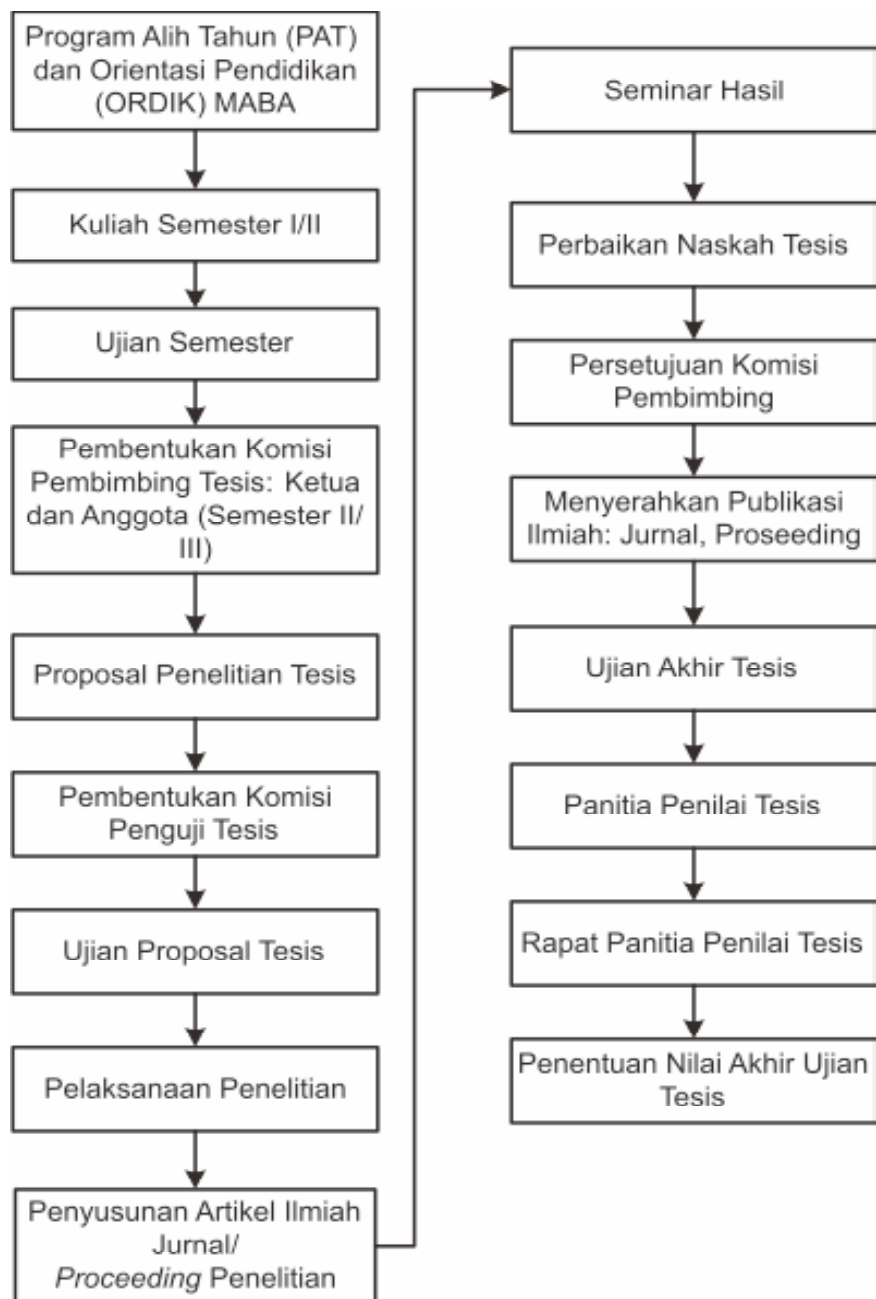 Program Alih Tahun (PAT)
dan Orientasi Pendidikan
(ORDIK) MABA
Kuliah Semester I/II
Ujian Semester
Pembentukan Komisi
Pembimbing Tesis: Ketua
dan Anggota (Semester II/
III)
Proposal Penelitian Tesis
Pembentukan Komisi
Penguji Tesis
Ujian Proposal Tesis
Pelaksanaan Penelitian
Penyusunan Artikel Ilmiah
Jurnal/
Proceeding Penelitian
Seminar Hasil
Perbaikan Naskah Tesis
Persetujuan Komisi
Pembimbing
Menyerahkan Publikasi
Ilmiah: Jurnal, Proseeding
Ujian Akhir Tesis
Panitia Penilai Tesis
Rapat Panitia Penilai Tesis
Penentuan Nilai Akhir Ujian
Tesis